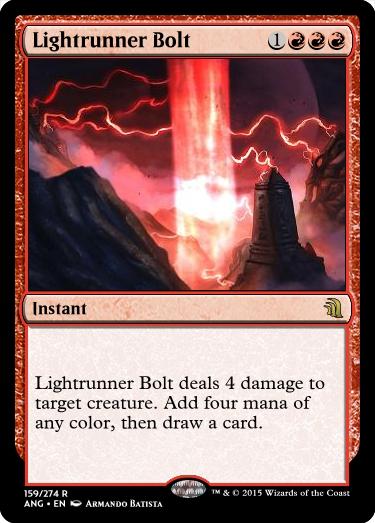 Lightrunner Bolt 1
Instant
Lightrunner Bolt deals 4 damage to
target creature. Add four mana of
any color, then draw a card.
159/274 R
ANG • EN Armando Batista
™ & © 2015 Wizards of the Coast